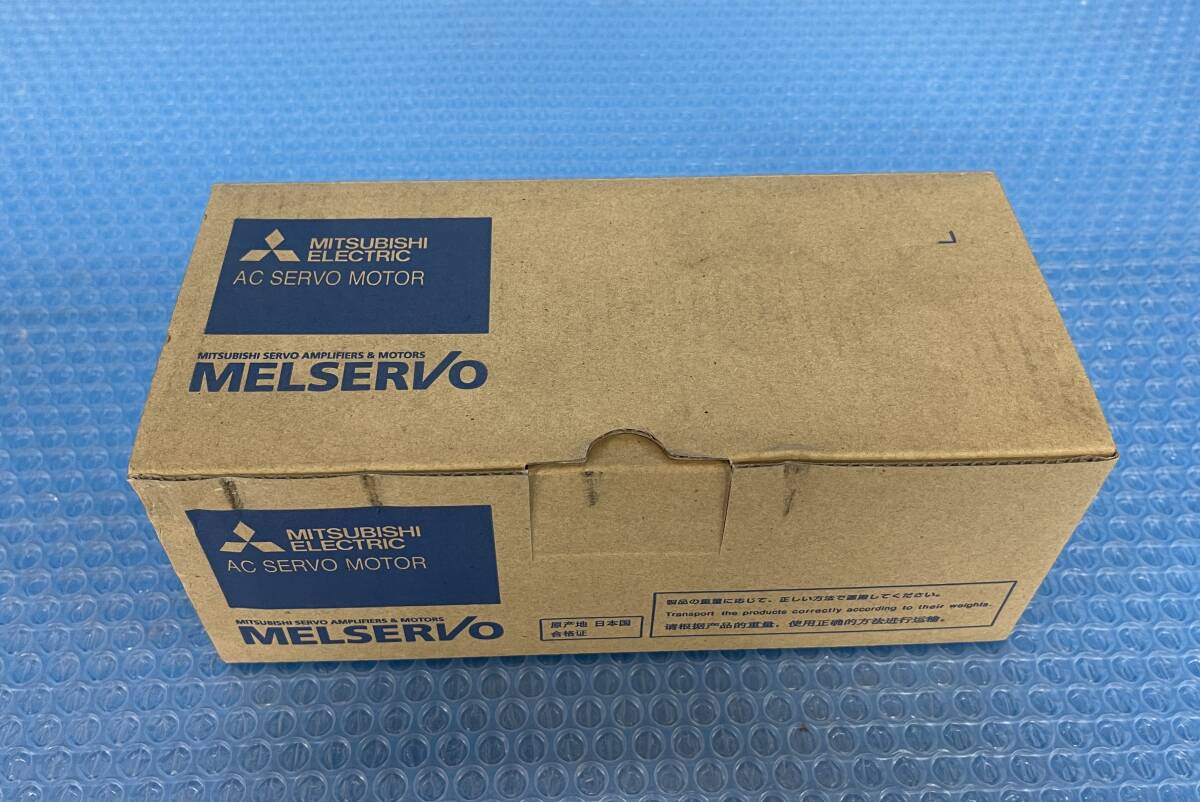 MITSUBISHI
ELECTRIC
AC SERVO MOTOR
MITSUBISHI SERVO AMPLIFIERS & MOTORS
MELSERVO
MITSUBISHI
ELECTRIC
AC SERVO MOTOR
MITSUBISHI SERVO AMPLIFIERS & MOTORS
MELSERVO
原产地 日本国
合格证
製品の重量に応じて、正しい方法で運搬してください。
Transport the products correctly according to their weights.
请根据产品的重量，使用正确的方法进行运输。